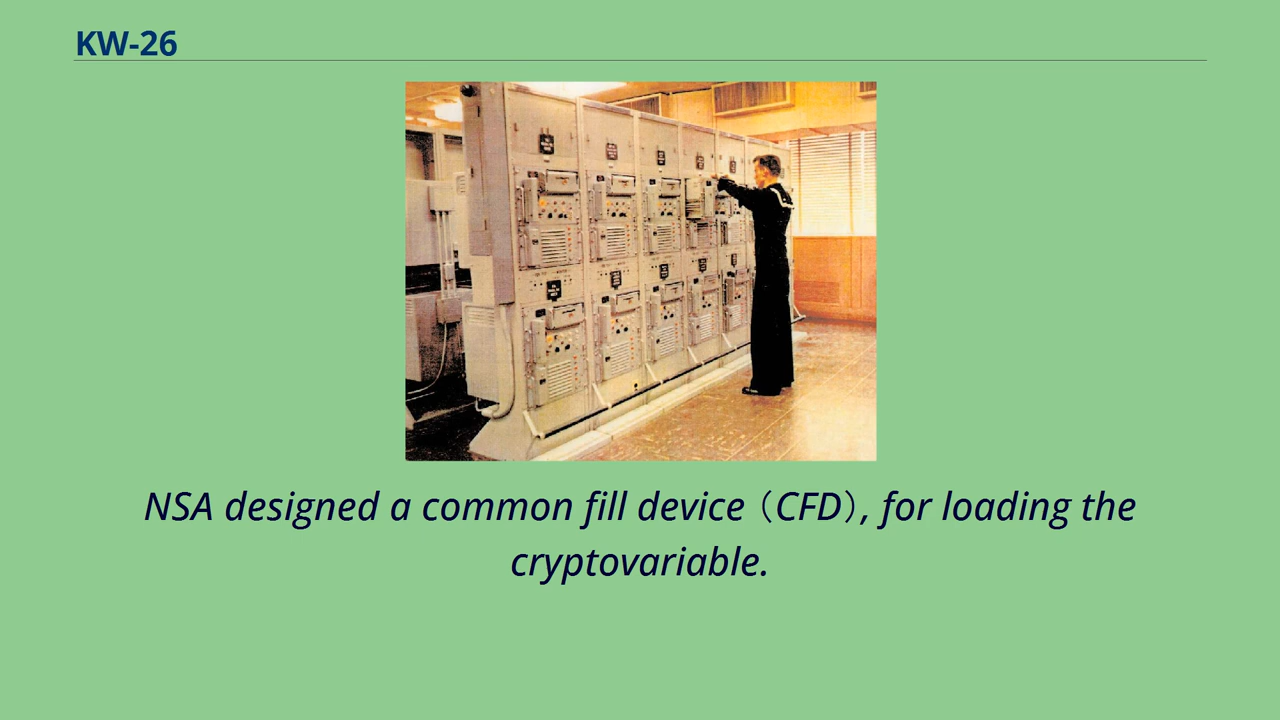 KW-26
NSA designed a common fill device（CFD）, for loading the
cryptovariable.